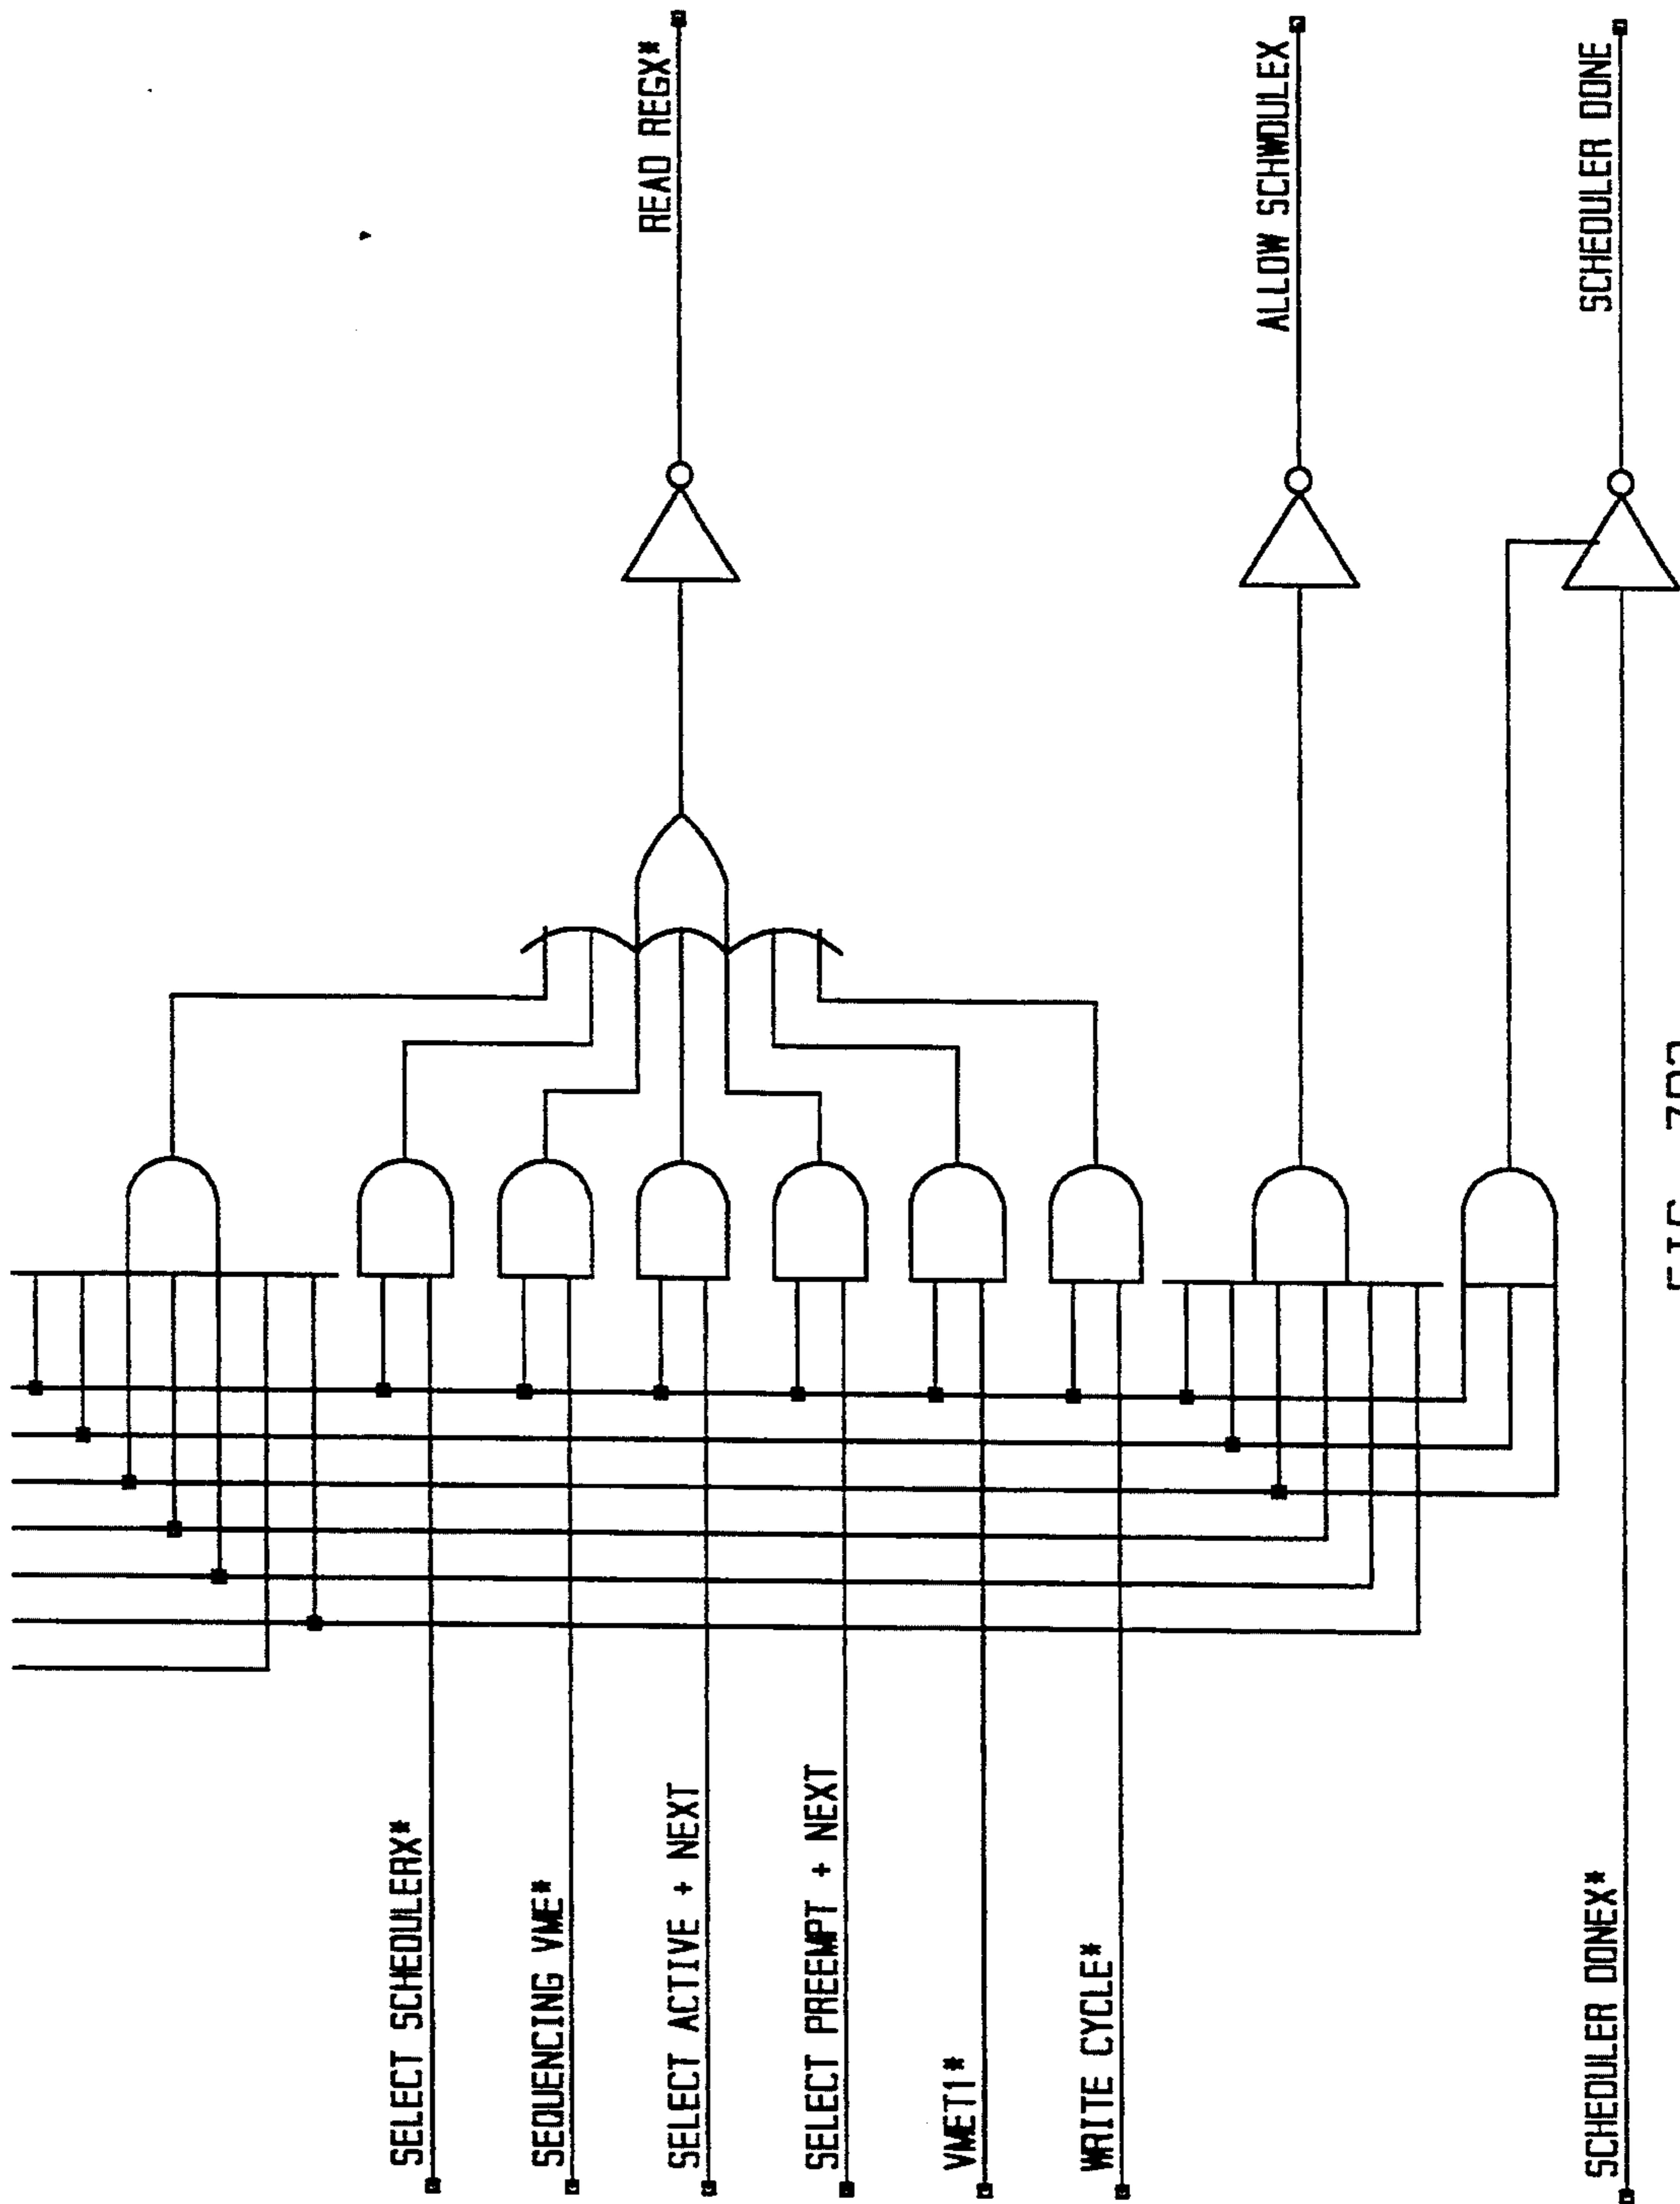 READ REGX*
ALLOW SCHWDULEX
SCHEDULER DONE
SELECT SCHEDULERX*
SEQUENCING VME*
SELECT ACTIVE + NEXT
SELECT PREEMPT + NEXT
VMET1*
WRITE CYCLE*
SCHEDULER DONEX*